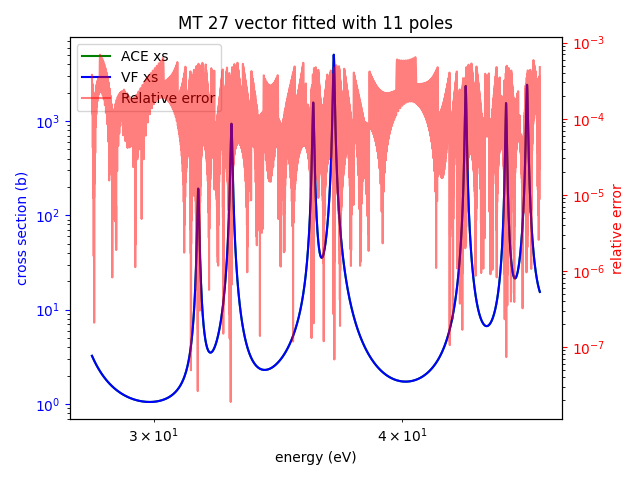 MT 27 vector fitted with 11 poles
ACE xs
VF xs
Relative error
10³
10²
10¹
10⁰
cross section (b)
10⁻³
10⁻⁴
10⁻⁵
10⁻⁶
10⁻⁷
relative error
3 × 10¹
4 × 10¹
energy (eV)